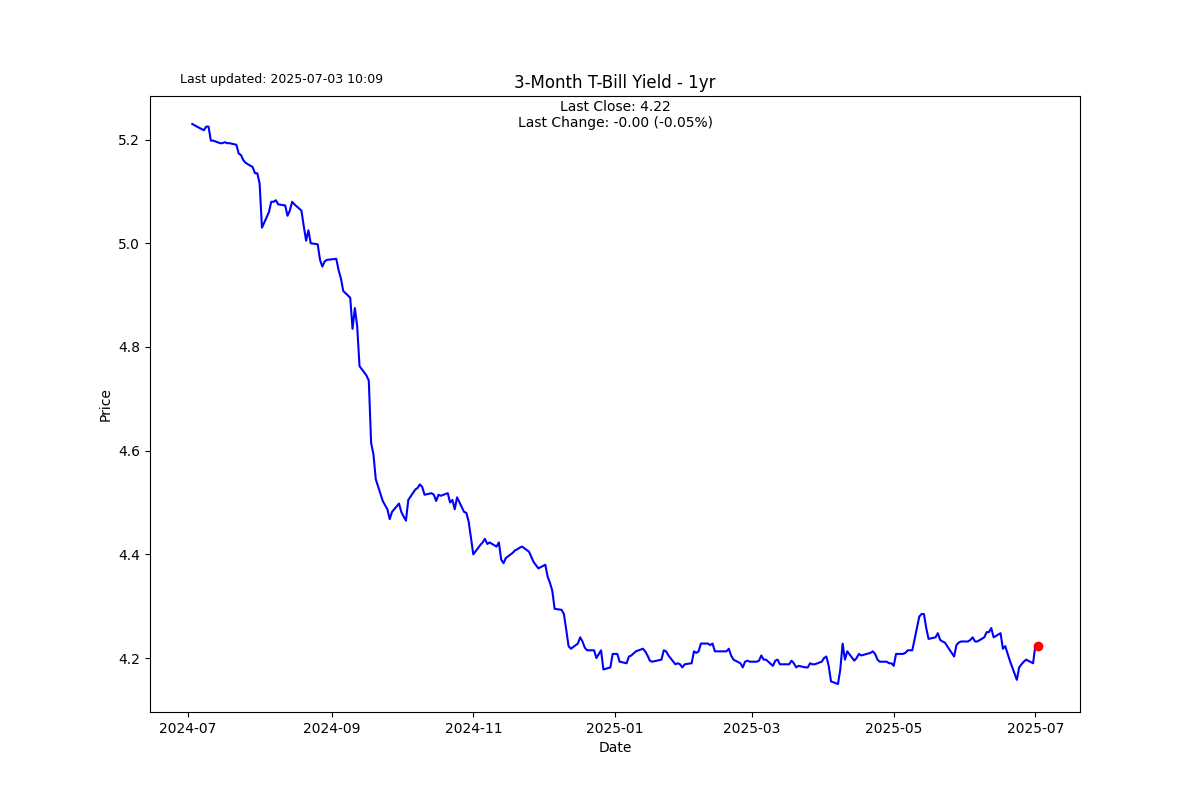 Last updated: 2025-07-03 10:09
3-Month T-Bill Yield - 1yr
Last Close: 4.22
Last Change: -0.00 (-0.05%)
5.2
5.0
4.8
4.6
4.4
4.2
Price
2024-07 2024-09 2024-11 2025-01 2025-03 2025-05 2025-07
Date